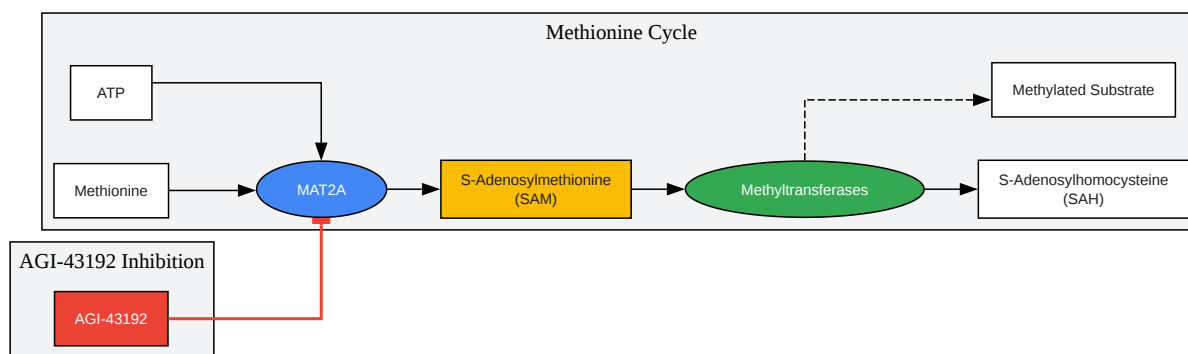 Methionine Cycle
ATP
Methylated Substrate
Methionine
MAT2A
S-Adenosylmethionine
(SAM)
Methyltransferases
S-Adenosylhomocysteine
(SAH)
AGI-43192 Inhibition
AGI-43192